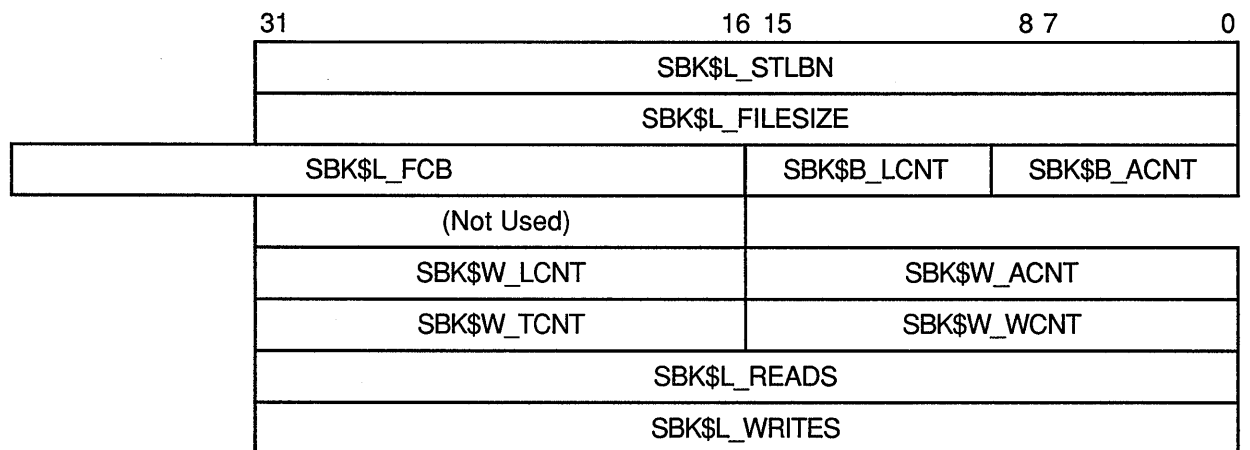 31 16 15 8 7 0
SBK$L_STLBN
SBK$L_FILESIZE
SBK$L_FCB SBK$B_LCNT SBK$B_ACNT
(Not Used)
SBK$W_LCNT SBK$W_ACNT
SBK$W_TCNT SBK$W_WCNT
SBK$L_READS
SBK$L_WRITES